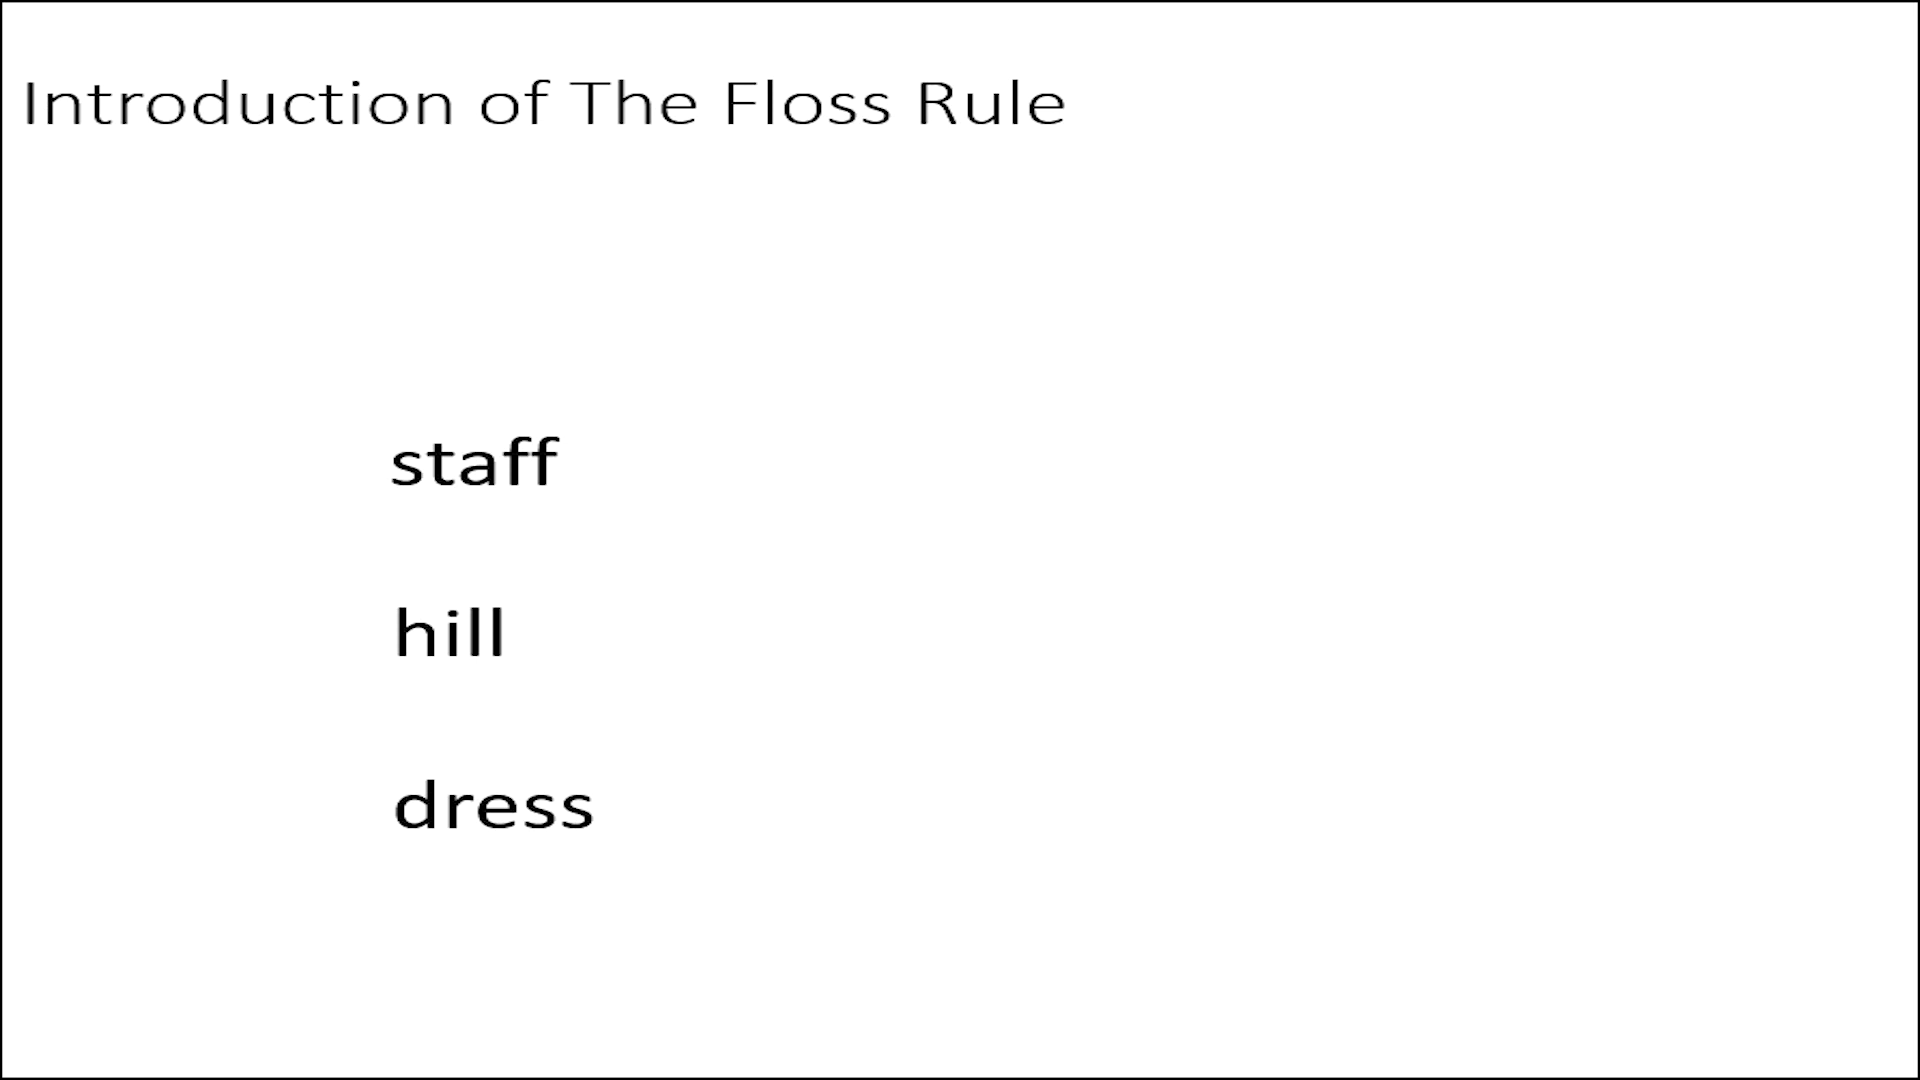 Introduction of The Floss Rule
staff
hill
dress